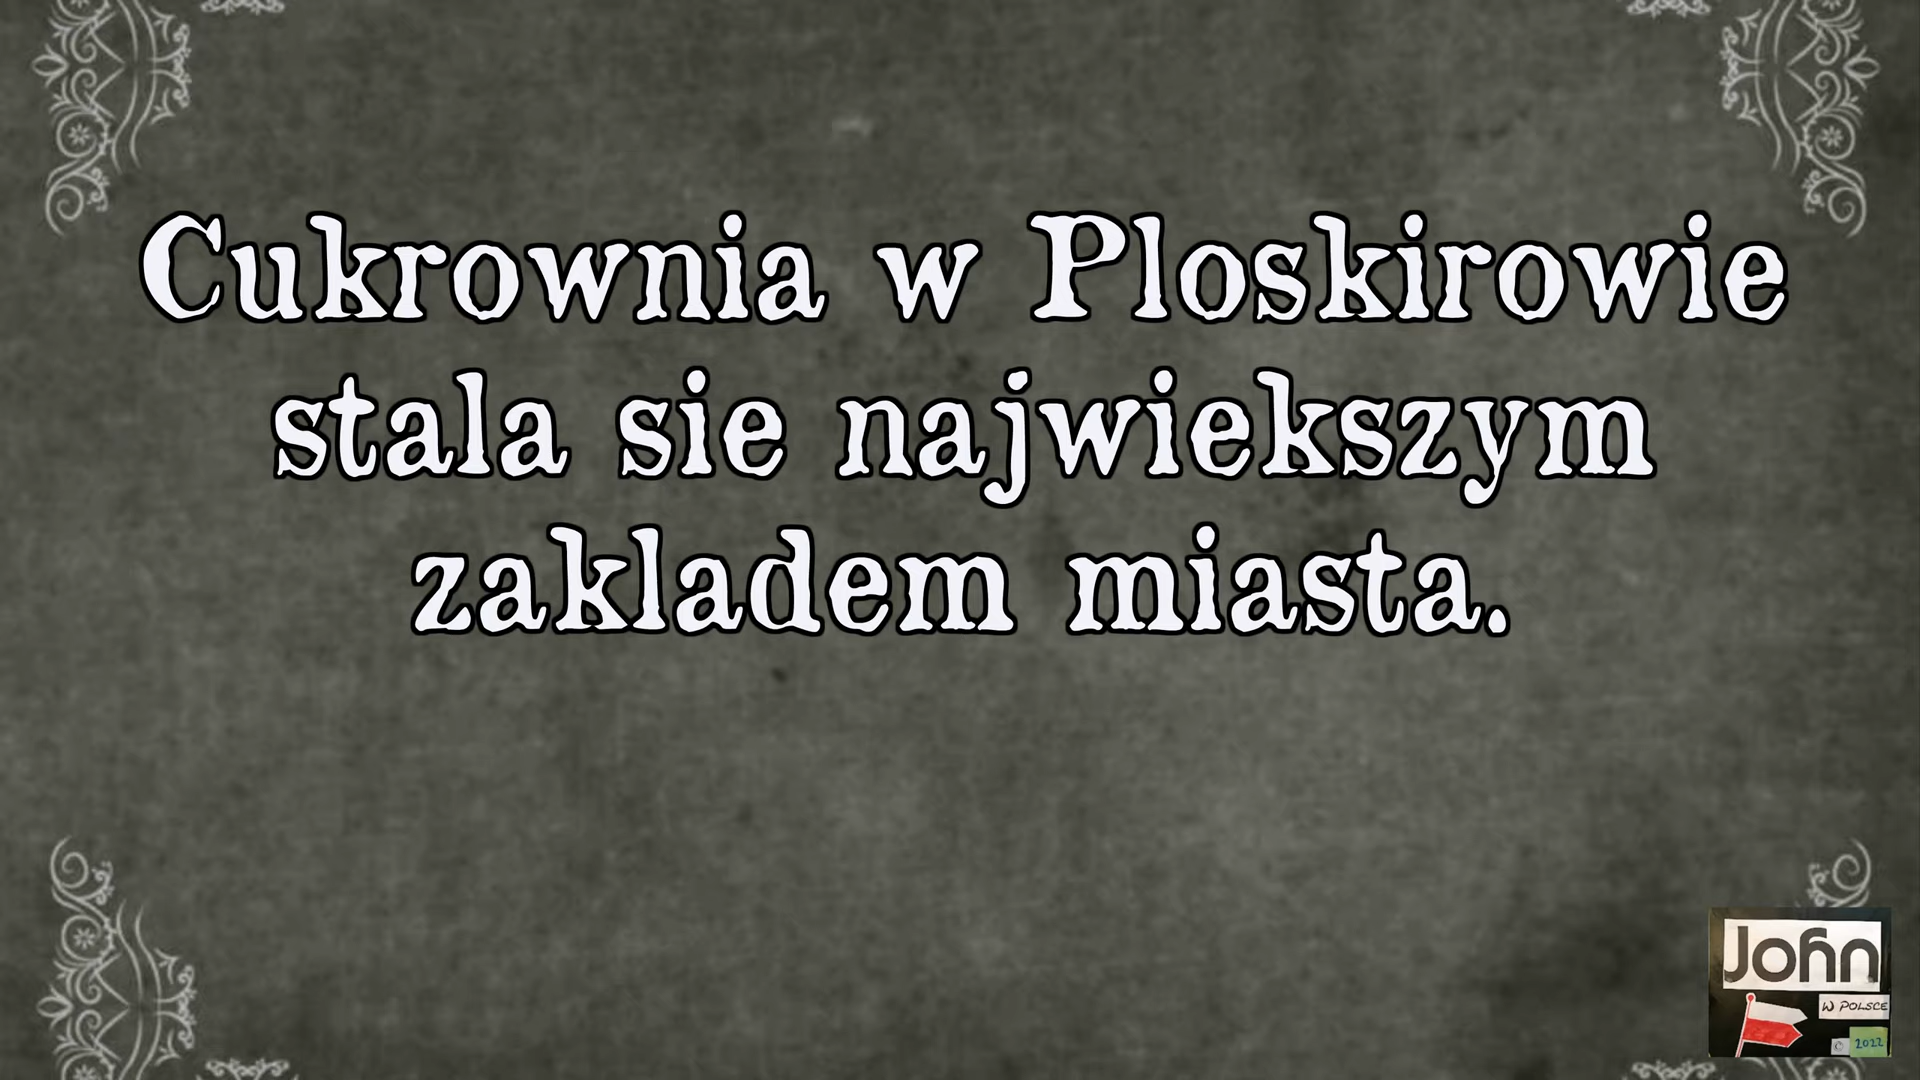 Cukrownia w Ploskirowie
stala sie najwiekszym
zakladem miasta.
John
W POLSCE
© 2022